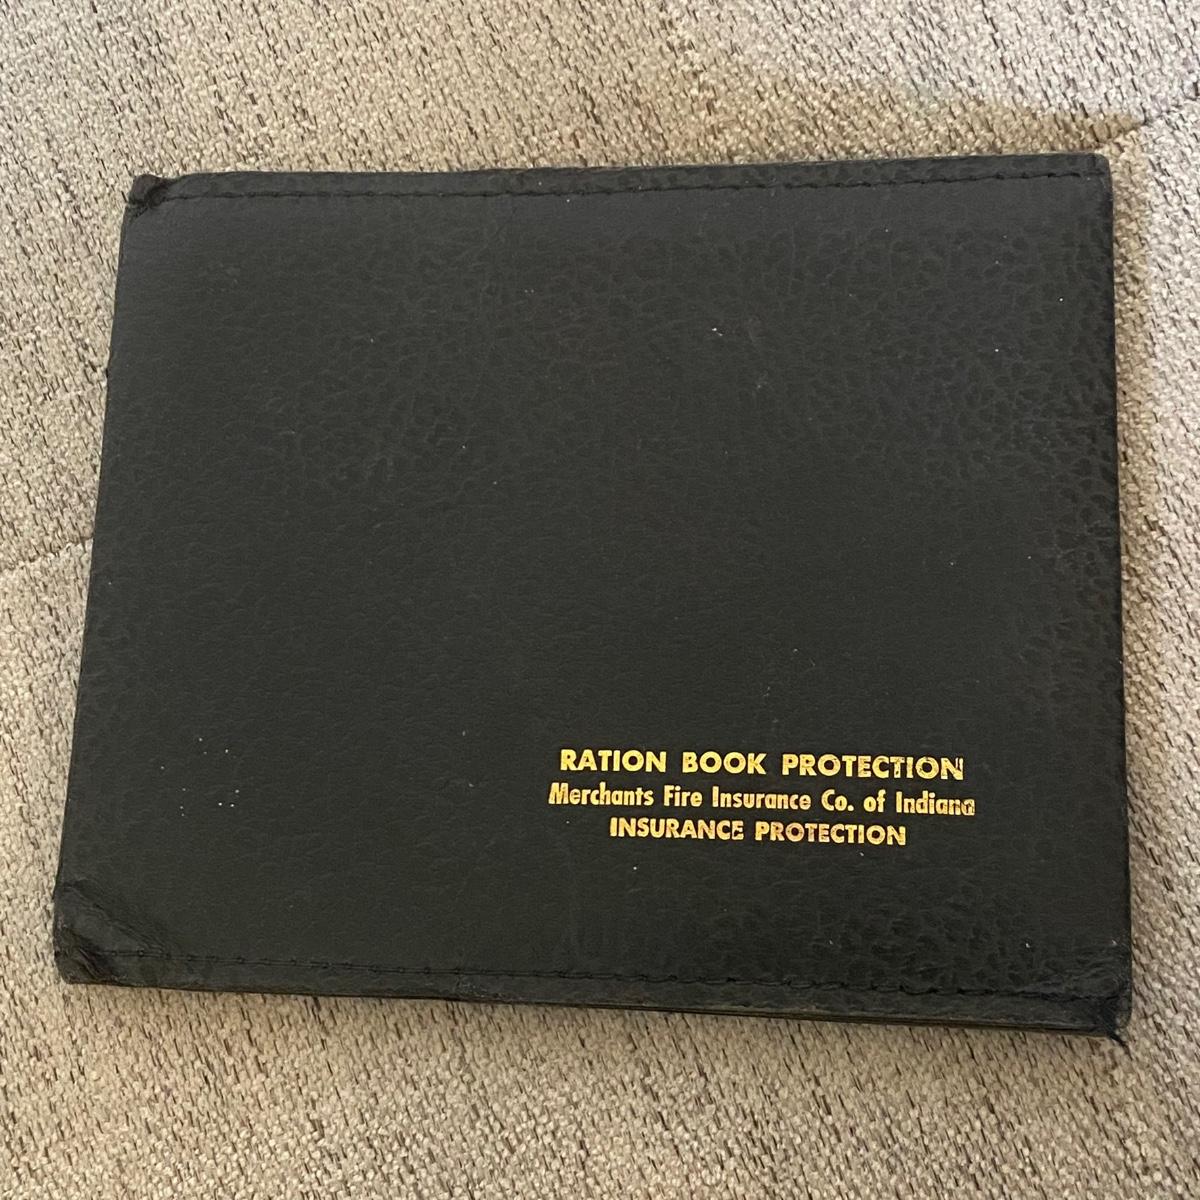 RATION BOOK PROTECTION
Merchants Fire Insurance Co. of Indiana
INSURANCE PROTECTION